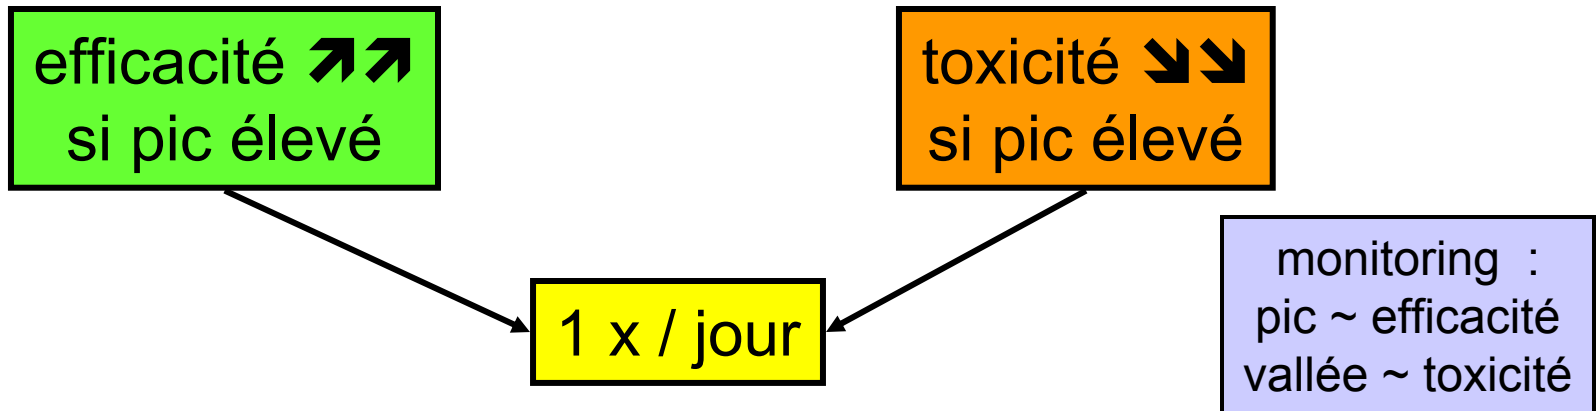 efficacité ⬈⬈
si pic élevé
toxicité ⬊⬊
si pic élevé
1 x / jour
monitoring :
pic ~ efficacité
vallée ~ toxicité